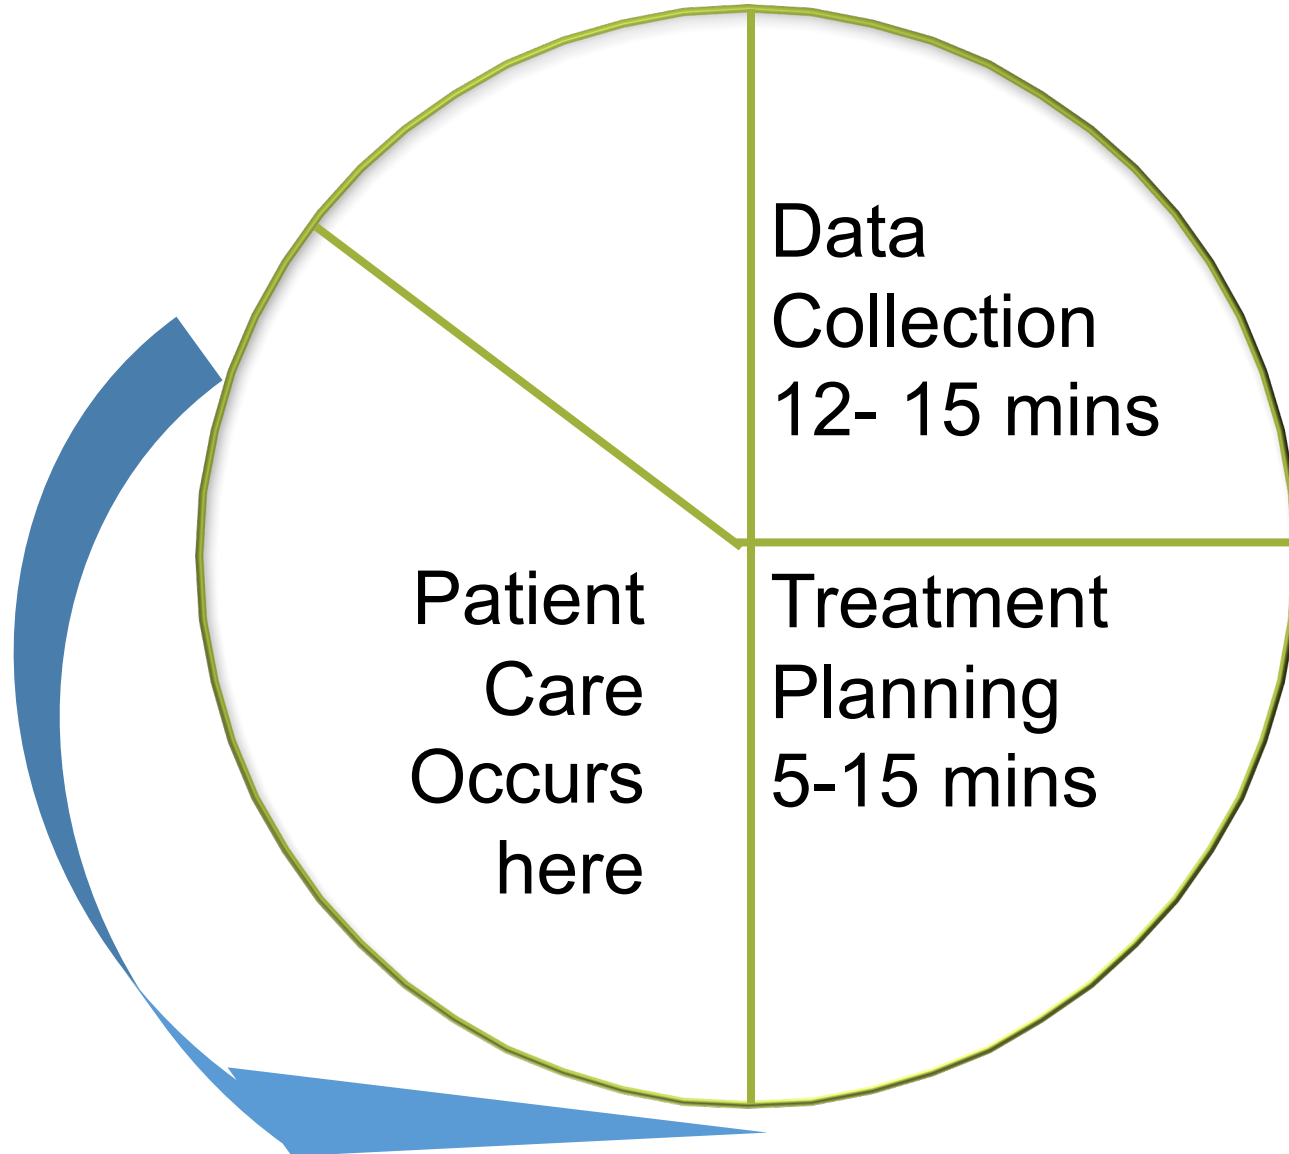 Data
Collection
12- 15 mins
Treatment
Planning
5-15 mins
Patient
Care
Occurs
here